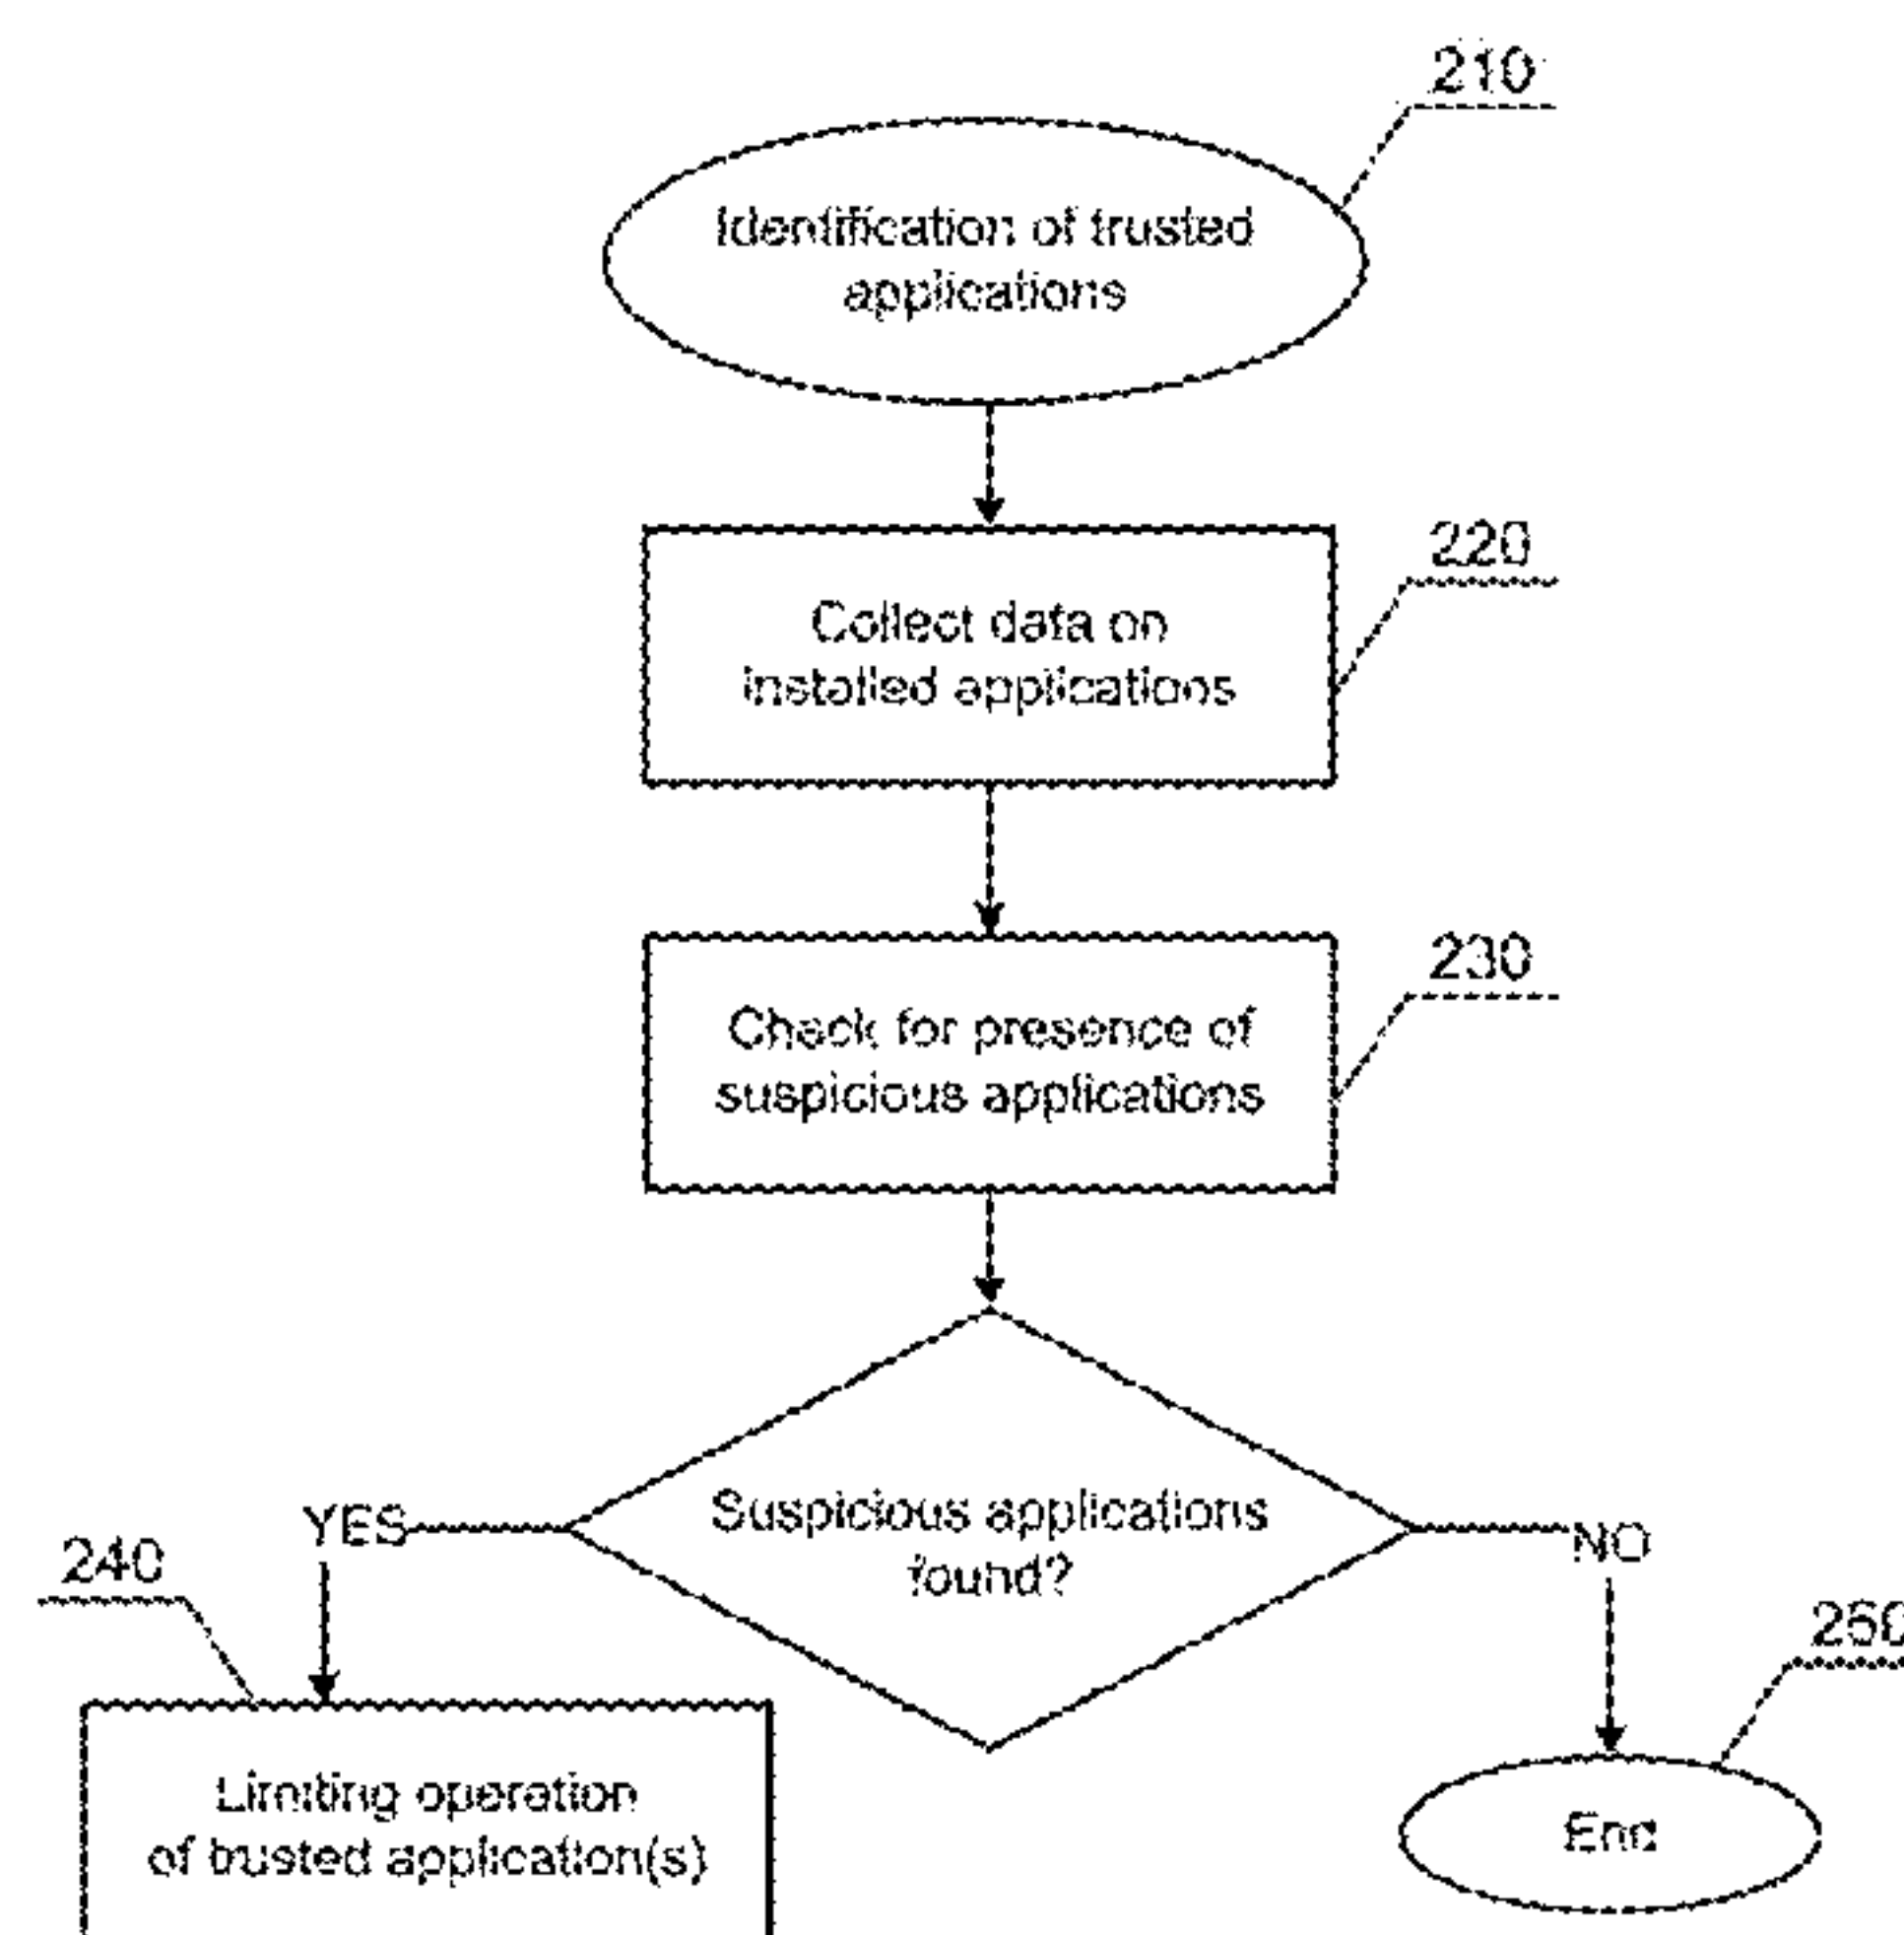 210
Identification of trusted
applications
220
Collect data on
installed applications
230
Check for presence of
suspicious applications
Suspicious applications
found?
YES
NO
240
Limiting operation
of trusted application(s)
End